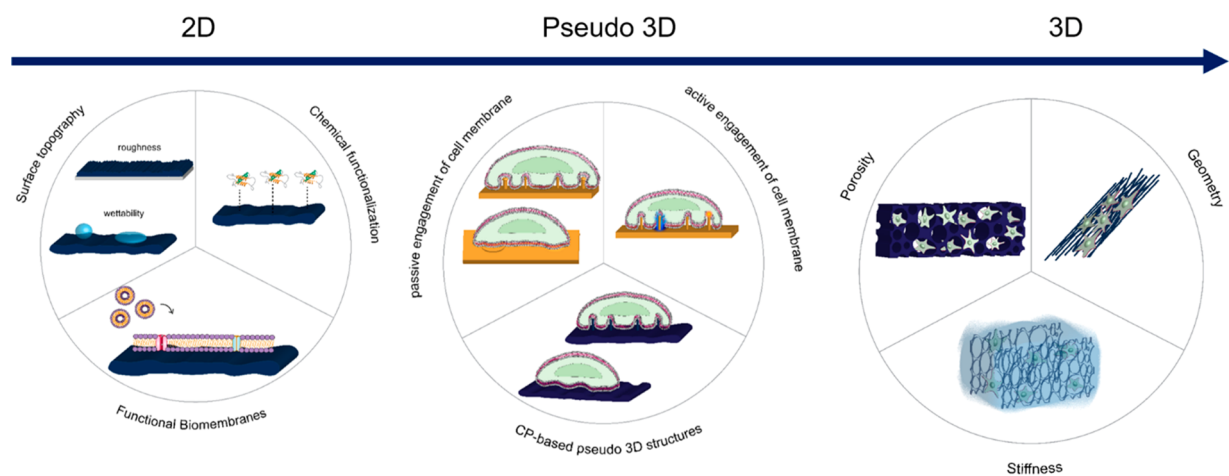 2D
Pseudo 3D
3D
Surface topography
roughness
wettability
Chemical functionalization
Functional Biomembranes
passive engagement of cell membrane
active engagement of cell membrane
CP-based pseudo 3D structures
Porosity
Geometry
Stiffness